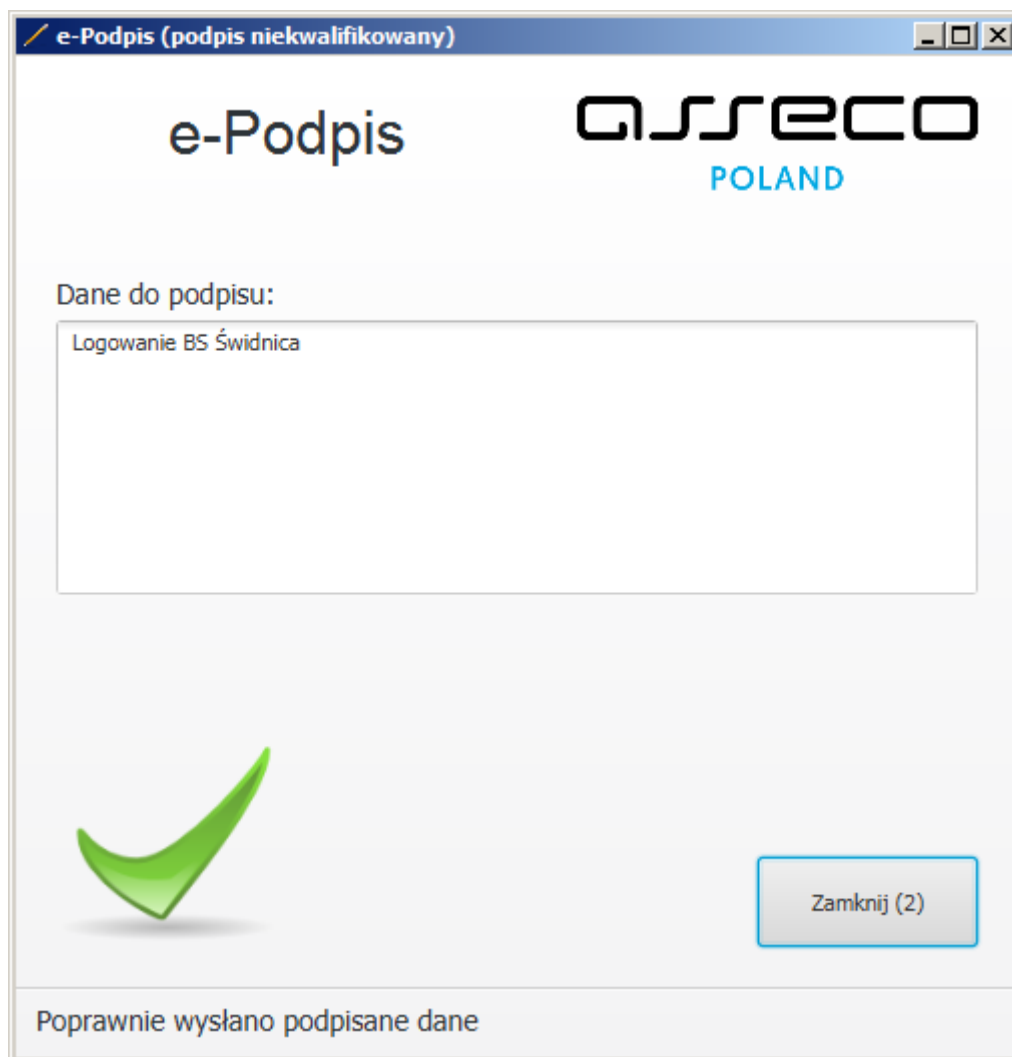 e-Podpis (podpis niekwalifikowany)
e-Podpis
asseco
POLAND
Dane do podpisu:
Logowanie BS Świdnica
Zamknij (2)
Poprawnie wysłano podpisane dane